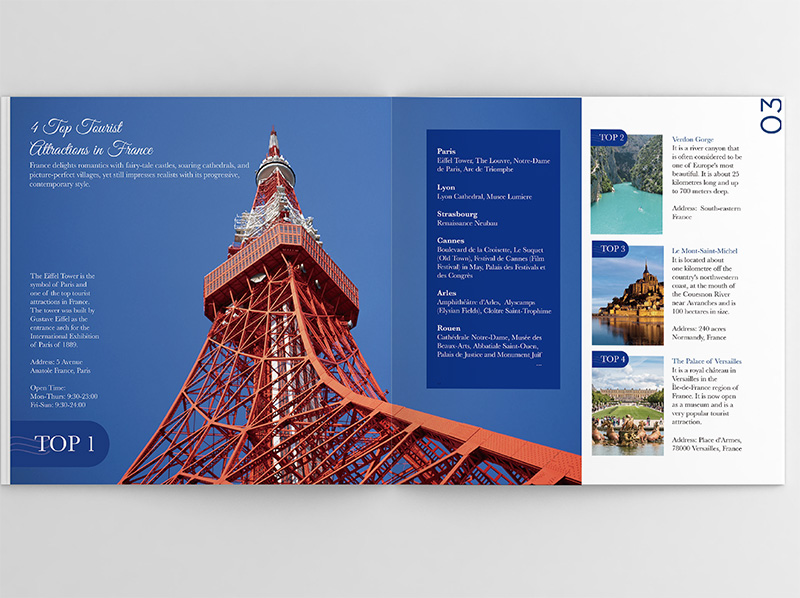 4 Top Tourist
Attractions in France
France delights romantics with fairy-tale castles, soaring cathedrals, and
picture-perfect villages, yet still impresses realists with its progressive,
contemporary style.
The Eiffel Tower is the
symbol of Paris and
one of the top tourist
attractions in France.
The tower was built by
Gustave Eiffel as the
entrance arch for the
International Exhibition
of Paris of 1889.
Address: 5 Avenue
Anatole France, Paris
Open Time:
Mon-Thurs: 9:30-23:00
Fri-Sun: 9:30-24:00
TOP 1
Paris
Eiffel Tower, The Louvre, Notre-Dame
de Paris, Arc de Triomphe
Lyon
Lyon Cathedral, Musee Lumiere
Strasbourg
Renaissance Neubau
Cannes
Boulevard de la Croisette, Le Suquet
(Old Town), Festival de Cannes (Film
Festival) in May, Palais des Festivals et
des Congrès
Arles
Amphithéâtre d'Arles, Alyscamps
(Elysian Fields), Cloître Saint-Trophime
Rouen
Cathédrale Notre-Dame, Musée des
Beaux-Arts, Abbatiale Saint-Ouen,
Palais de Justice and Monument Juif
...
03
TOP 2
Verdon Gorge
It is a river canyon that
is often considered to be
one of Europe's most
beautiful. It is about 25
kilometres long and up
to 700 meters deep.
Address: Southeastern
France
TOP 3
Le Mont-Saint-Michel
It is located about
one kilometre off the
country's northwestern
coast, at the mouth of
the Couesnon River
near Avranches and is
100 hectares in size.
Address: 240 acres
Normandy, France
TOP 4
The Palace of Versailles
It is a royal château in
Versailles in the
Île-de-France region of
France. It is now open
as a museum and is a
very popular tourist
attraction.
Address: Place d'Armes,
78000 Versailles, France